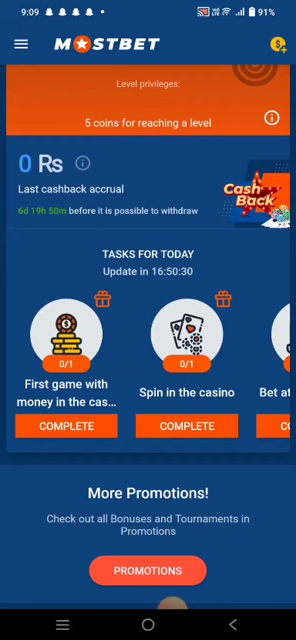 9:09
91%
MOSTBET
Level privileges:
5 coins for reaching a level
0 Rs
Last cashback accrual
6d 19h 50m before it is possible to withdraw
Cash
Back
TASKS FOR TODAY
Update in 16:50:30
0/1
0/1
First game with
money in the cas...
Spin in the casino
Bet at
COMPLETE
COMPLETE
CO
More Promotions!
Check out all Bonuses and Tournaments in
Promotions
PROMOTIONS